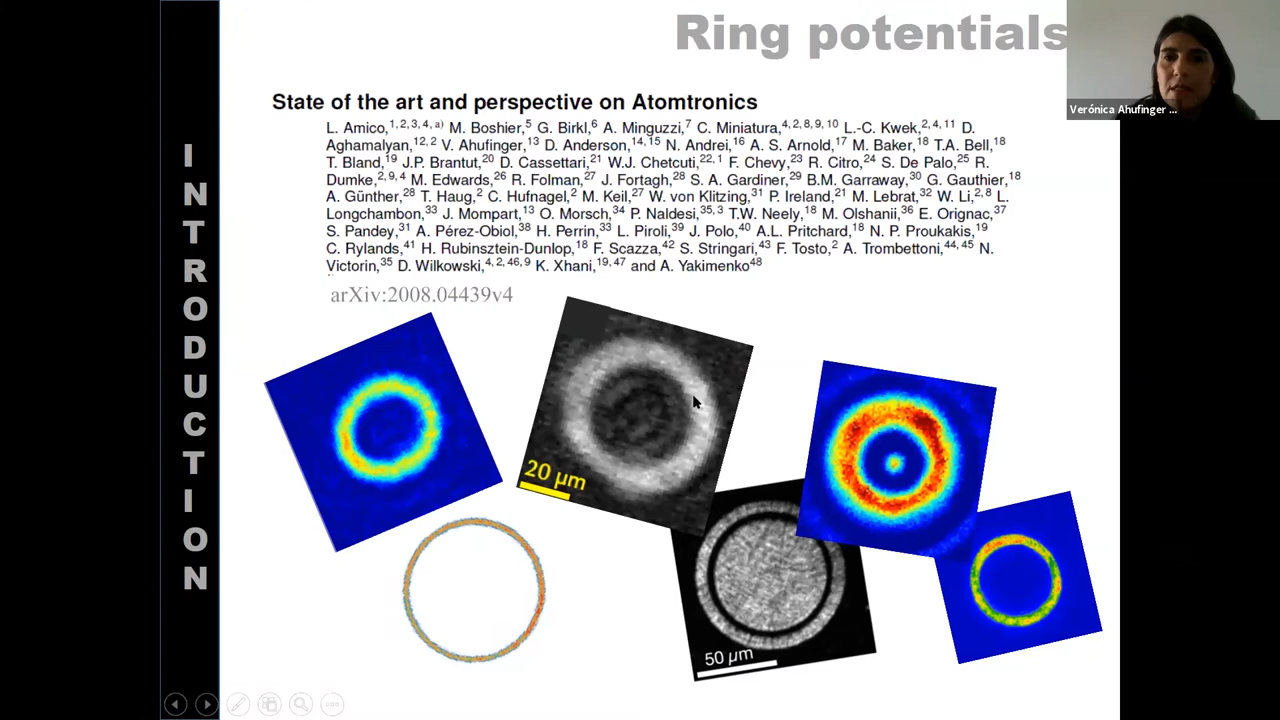 Ring potentials
Verónica Ahufinger ...
INTRODUCTION
State of the art and perspective on Atomtronics
L. Amico,1, 2, 3, 4, a) M. Boshier,5 G. Birkl,6 A. Minguzzi,7 C. Miniatura,4, 2, 8, 9, 10 L.-C. Kwek,2, 4, 11 D.
Aghamalyan,12, 2 V. Ahufinger,13 D. Anderson,14, 15 N. Andrei,16 A. S. Arnold,17 M. Baker,18 T.A. Bell,18
T. Bland,19 J.P. Brantut,20 D. Cassettari,21 W.J. Chetcuti,22, 1 F. Chevy,23 R. Citro,24 S. De Palo,25 R.
Dumke,2, 9, 4 M. Edwards,26 R. Folman,27 J. Fortagh,28 S. A. Gardiner,29 B.M. Garraway,30 G. Gauthier,18
A. Günther,28 T. Haug,2 C. Hufnagel,2 M. Keil,27 W. von Klitzing,31 P. Ireland,21 M. Lebrat,32 W. Li,2, 8 L.
Longchambon,33 J. Mompart,13 O. Morsch,34 P. Naldesi,35, 3 T.W. Neely,18 M. Olshanii,36 E. Orignac,37
S. Pandey,31 A. Pérez-Obiol,38 H. Perrin,33 L. Piroli,39 J. Polo,40 A.L. Pritchard,18 N. P. Proukakis,19
C. Rylands,41 H. Rubinsztein-Dunlop,18 F. Scazza,42 S. Stringari,43 F. Tosto,2 A. Trombettoni,44, 45 N.
Victorin,35 D. Wilkowski,4, 2, 46, 9 K. Xhani,19, 47 and A. Yakimenko48
arXiv:2008.04439v4
20 µm
50 µm